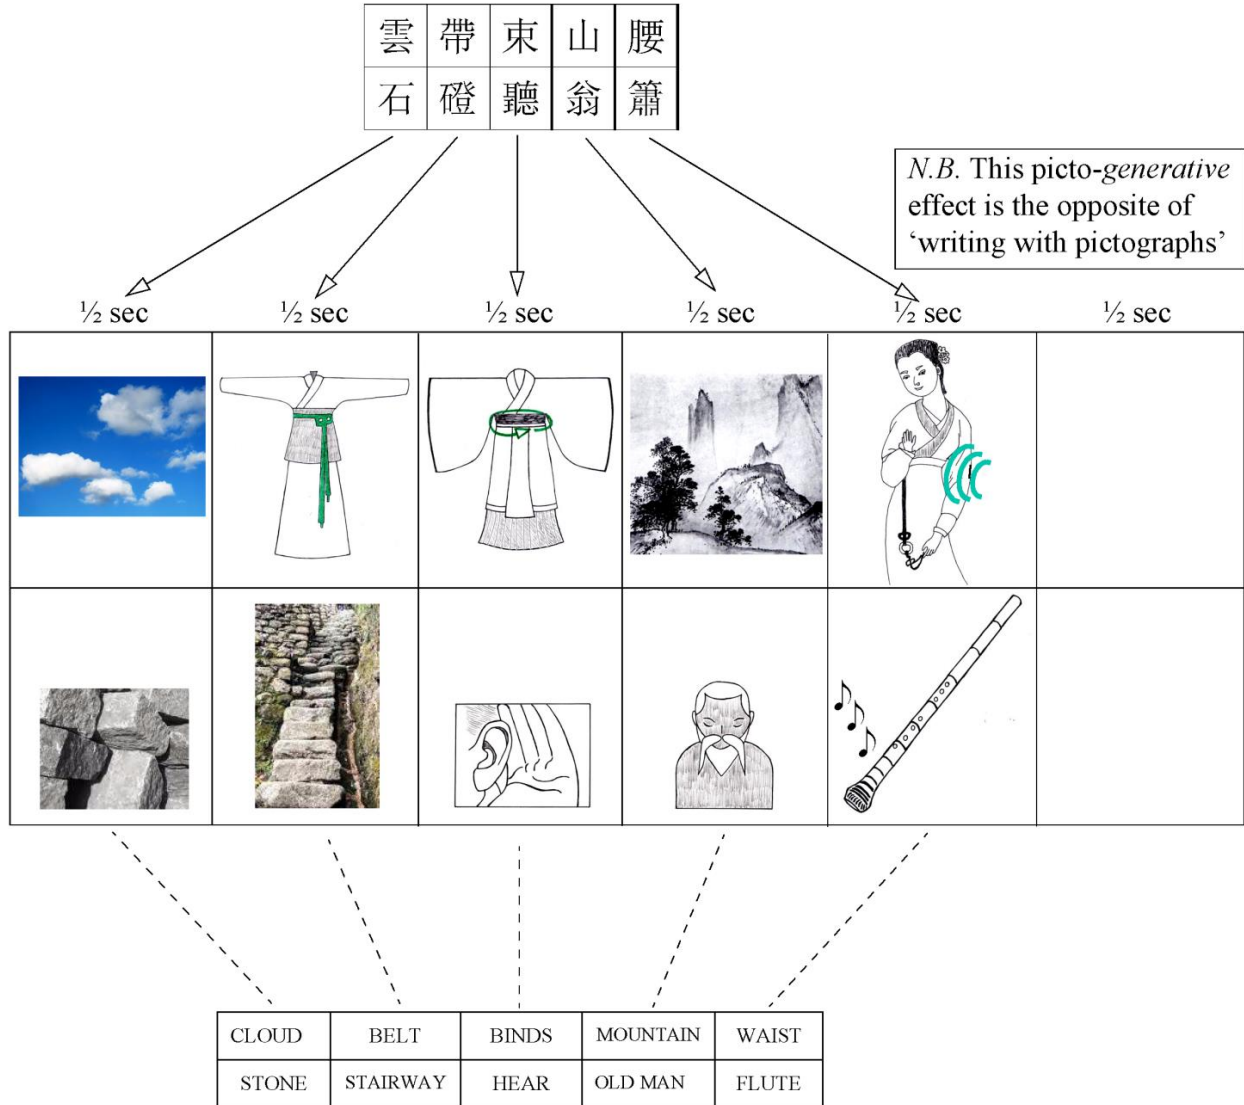 雲 帶 束 山 腰
石 磴 聽 翁 簫
N.B. This picto-generative
effect is the opposite of
‘writing with pictographs’
½ sec ½ sec ½ sec ½ sec ½ sec ½ sec
CLOUD BELT BINDS MOUNTAIN WAIST
STONE STAIRWAY HEAR OLD MAN FLUTE